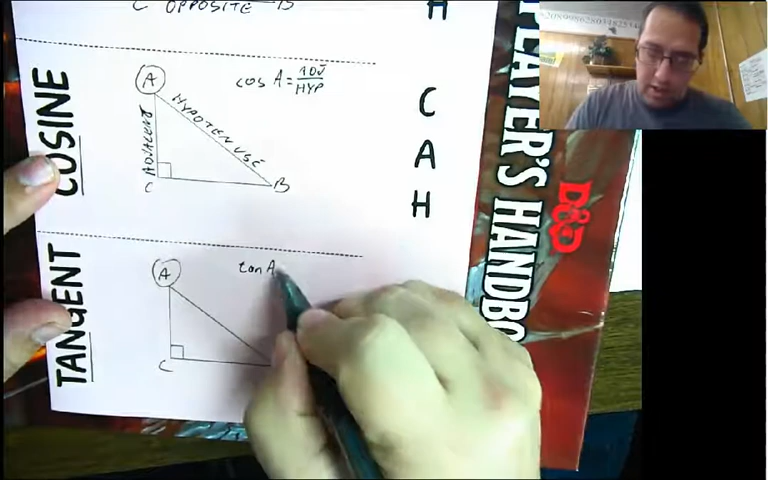 C OPPOSITE B
H
COSINE
A
cos A = ADJ
HYP
ADJACENT
HYPOTENUSE
C
B
C
A
H
TANGENT
A
tan A
C
PLAYER'S HANDBO
D&D